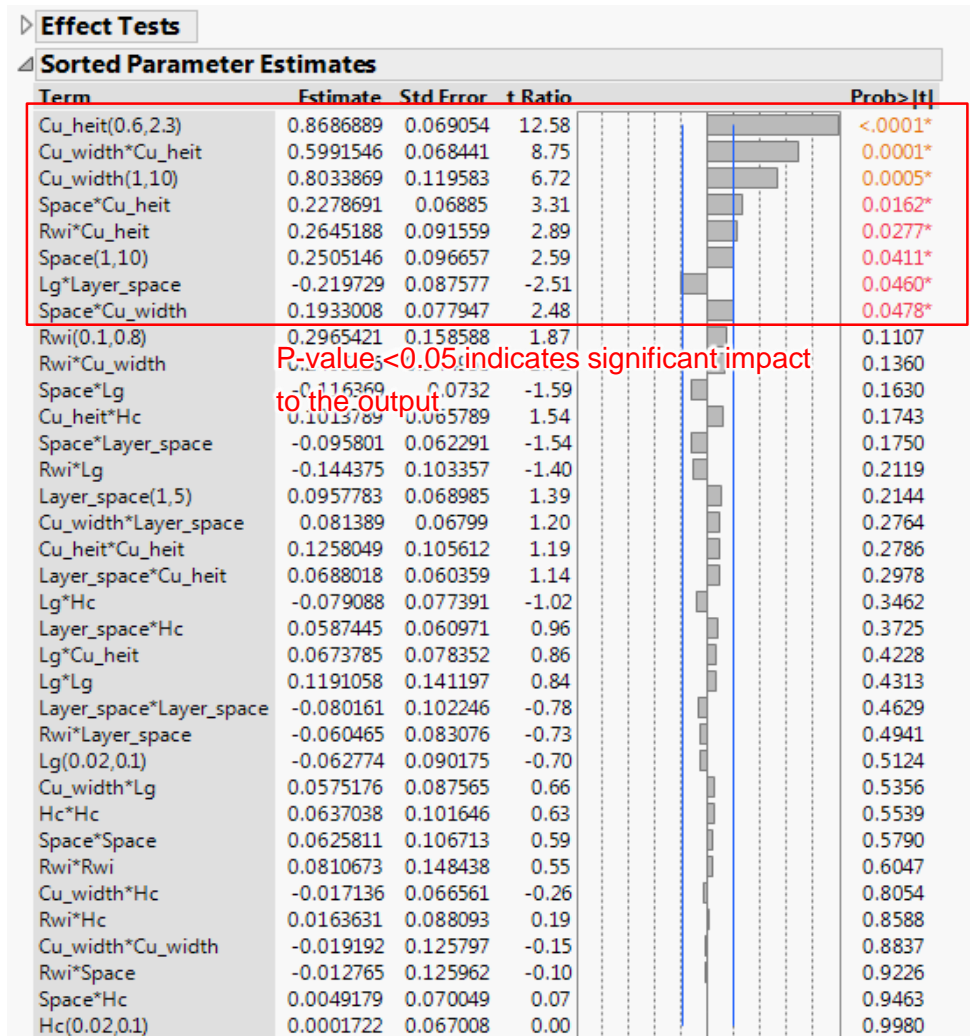 Effect Tests
Sorted Parameter Estimates
Term Estimate Std Error t Ratio Prob>|t|
Cu_heit(0.6,2.3) 0.8686889 0.069054 12.58 <.0001*
Cu_width*Cu_heit 0.5991546 0.068441 8.75 0.0001*
Cu_width(1,10) 0.8033869 0.119583 6.72 0.0005*
Space*Cu_heit 0.2278691 0.06885 3.31 0.0162*
Rwi*Cu_heit 0.2645188 0.091559 2.89 0.0277*
Space(1,10) 0.2505146 0.096657 2.59 0.0411*
Lg*Layer_space -0.219729 0.087577 -2.51 0.0460*
Space*Cu_width 0.1933008 0.077947 2.48 0.0478*
Rwi(0.1,0.8) 0.2965421 0.158588 1.87 0.1107
P-value <0.05 indicates significant impact
Rwi*Cu_width 0.1360
Space*Lg -0.116369 0.0732 -1.59 0.1630
to the output
Cu_heit*Hc 0.1013789 0.065789 1.54 0.1743
Space*Layer_space -0.095801 0.062291 -1.54 0.1750
Rwi*Lg -0.144375 0.103357 -1.40 0.2119
Layer_space(1,5) 0.0957783 0.068985 1.39 0.2144
Cu_width*Layer_space 0.081389 0.06799 1.20 0.2764
Cu_heit*Cu_heit 0.1258049 0.105612 1.19 0.2786
Layer_space*Cu_heit 0.0688018 0.060359 1.14 0.2978
Lg*Hc -0.079088 0.077391 -1.02 0.3462
Layer_space*Hc 0.0587445 0.060971 0.96 0.3725
Lg*Cu_heit 0.0673785 0.078352 0.86 0.4228
Lg*Lg 0.1191058 0.141197 0.84 0.4313
Layer_space*Layer_space -0.080161 0.102246 -0.78 0.4629
Rwi*Layer_space -0.060465 0.083076 -0.73 0.4941
Lg(0.02,0.1) -0.062774 0.090175 -0.70 0.5124
Cu_width*Lg 0.0575176 0.087565 0.66 0.5356
Hc*Hc 0.0637038 0.101646 0.63 0.5539
Space*Space 0.0625811 0.106713 0.59 0.5790
Rwi*Rwi 0.0810673 0.148438 0.55 0.6047
Cu_width*Hc -0.017136 0.066561 -0.26 0.8054
Rwi*Hc 0.0163631 0.088093 0.19 0.8588
Cu_width*Cu_width -0.019192 0.125797 -0.15 0.8837
Rwi*Space -0.012765 0.125962 -0.10 0.9226
Space*Hc 0.0049179 0.070049 0.07 0.9463
Hc(0.02,0.1) 0.0001722 0.067008 0.00 0.9980